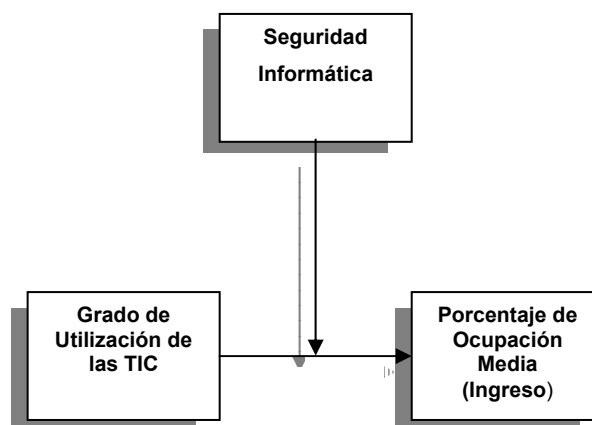 Seguridad
Informática
Grado de
Utilización de
las TIC
Porcentaje de
Ocupación
Media
(Ingreso)